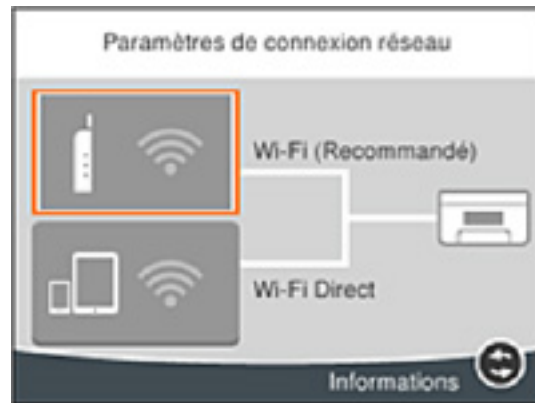 Paramètres de connexion réseau
Wi-Fi (Recommandé)
Wi-Fi Direct
Informations